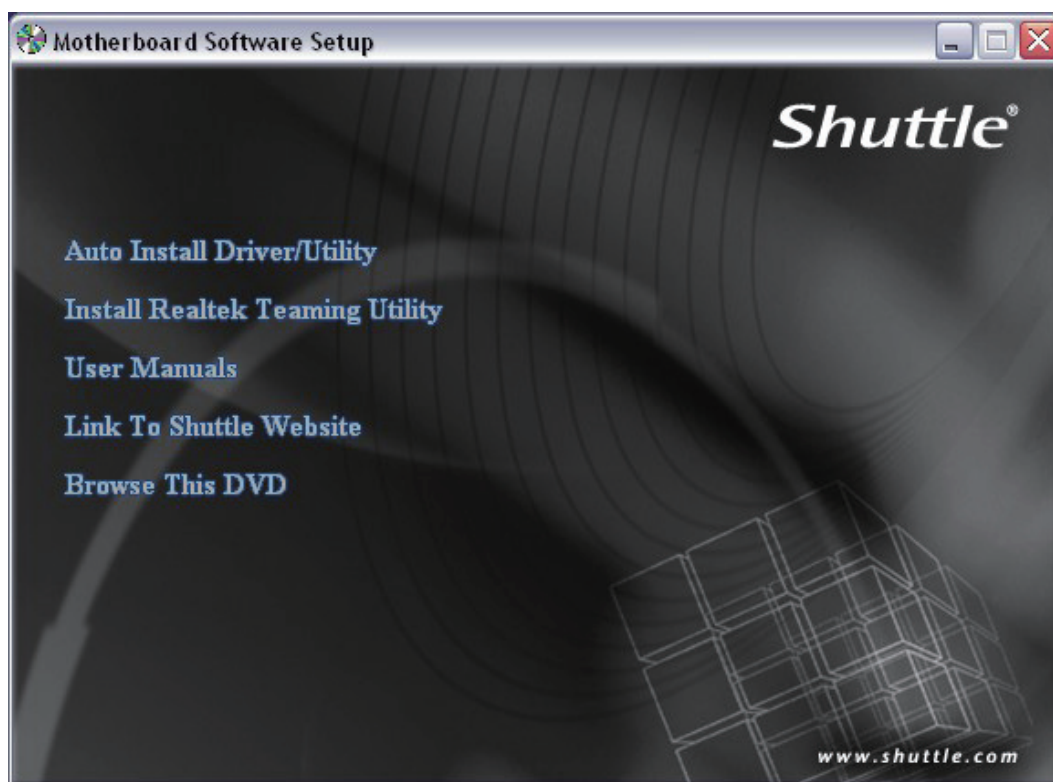 Motherboard Software Setup
Shuttle®
Auto Install Driver/Utility
Install Realtek Teaming Utility
User Manuals
Link To Shuttle Website
Browse This DVD
www.shuttle.com